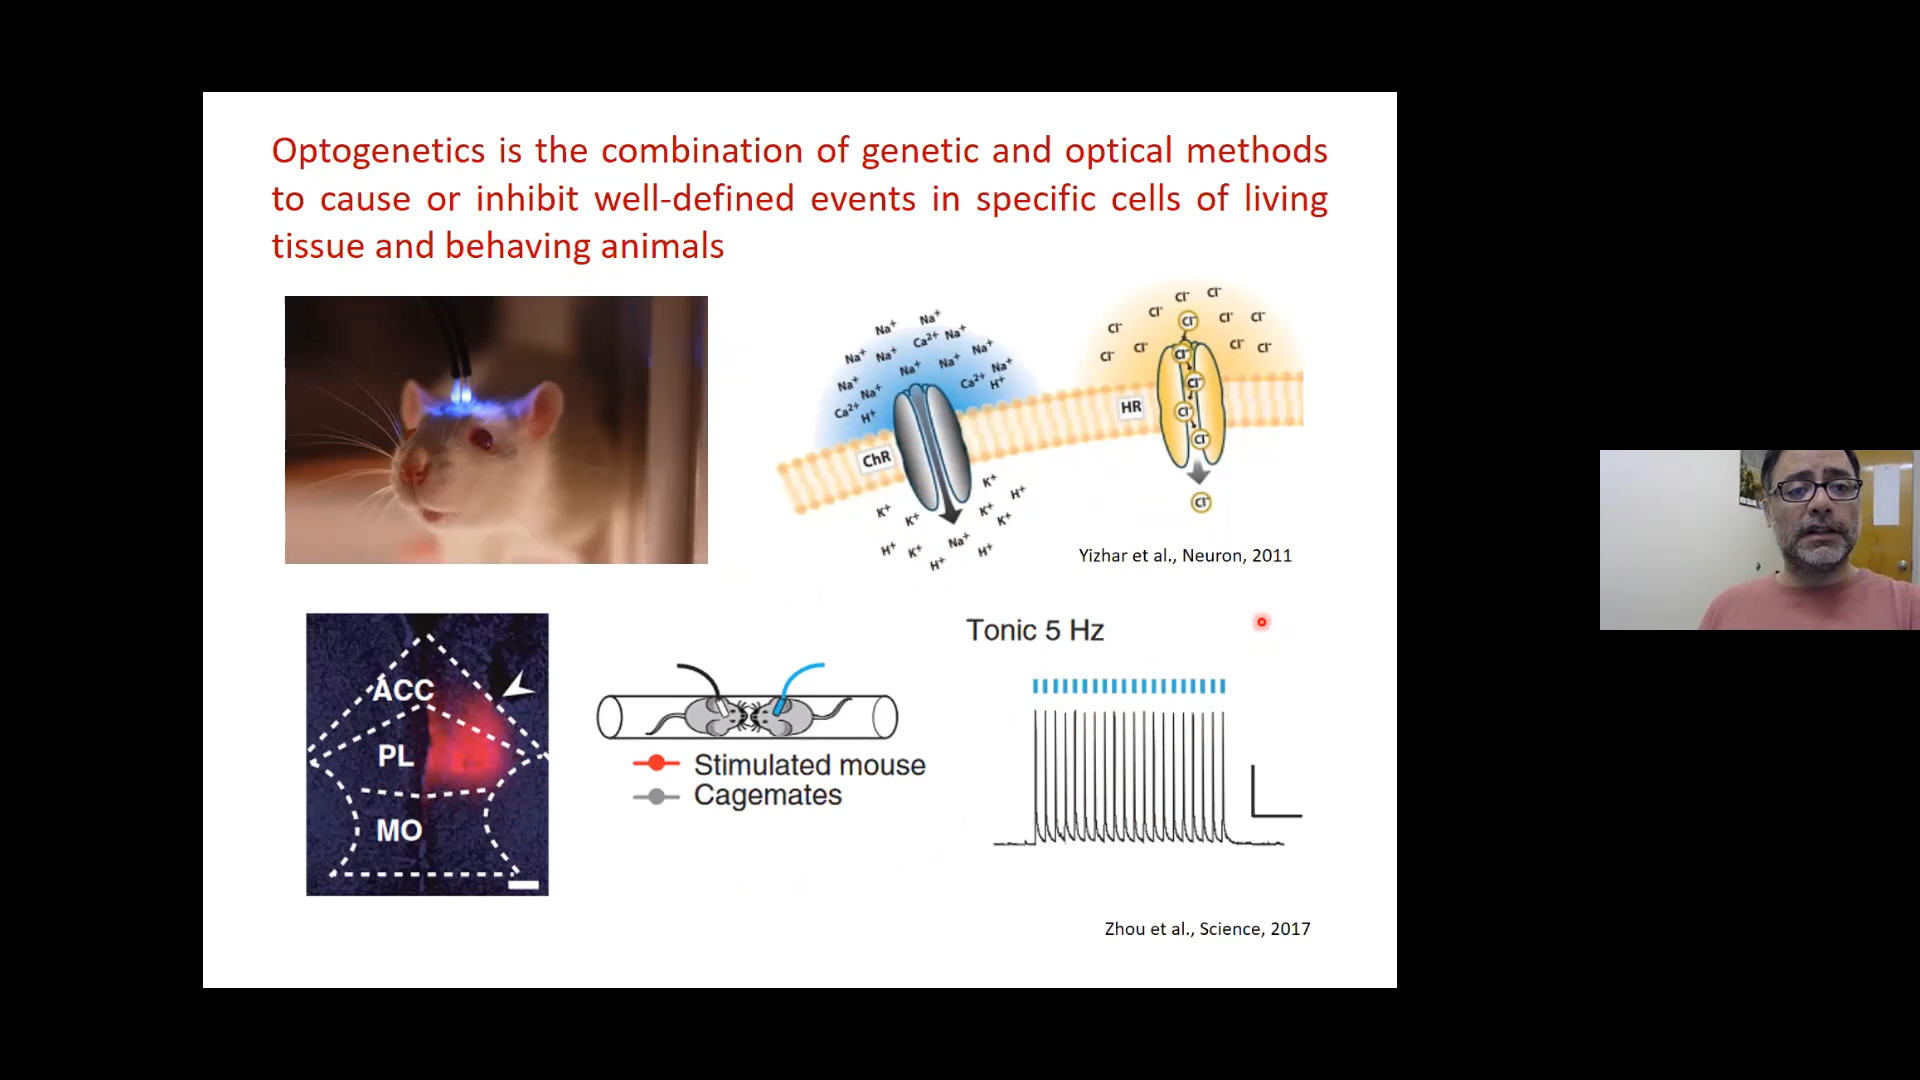 Optogenetics is the combination of genetic and optical methods
to cause or inhibit well-defined events in specific cells of living
tissue and behaving animals
Na⁺ Na⁺
Na⁺ Na⁺ Ca²⁺ Na⁺ Na⁺
Na⁺ Na⁺ Na⁺ Na⁺ Na⁺
Ca²⁺ H⁺ Ca²⁺ H⁺
ChR
K⁺ K⁺ K⁺ H⁺
K⁺ K⁺
H⁺ K⁺ Na⁺ H⁺
H⁺
Cl⁻ Cl⁻
Cl⁻ Cl⁻ Cl⁻ Cl⁻ Cl⁻
Cl⁻ Cl⁻ Cl⁻ Cl⁻ Cl⁻
Cl⁻
HR
Cl⁻
Cl⁻
Cl⁻
Yizhar et al., Neuron, 2011
ACC
PL
MO
Stimulated mouse
Cagemates
Tonic 5 Hz
Zhou et al., Science, 2017